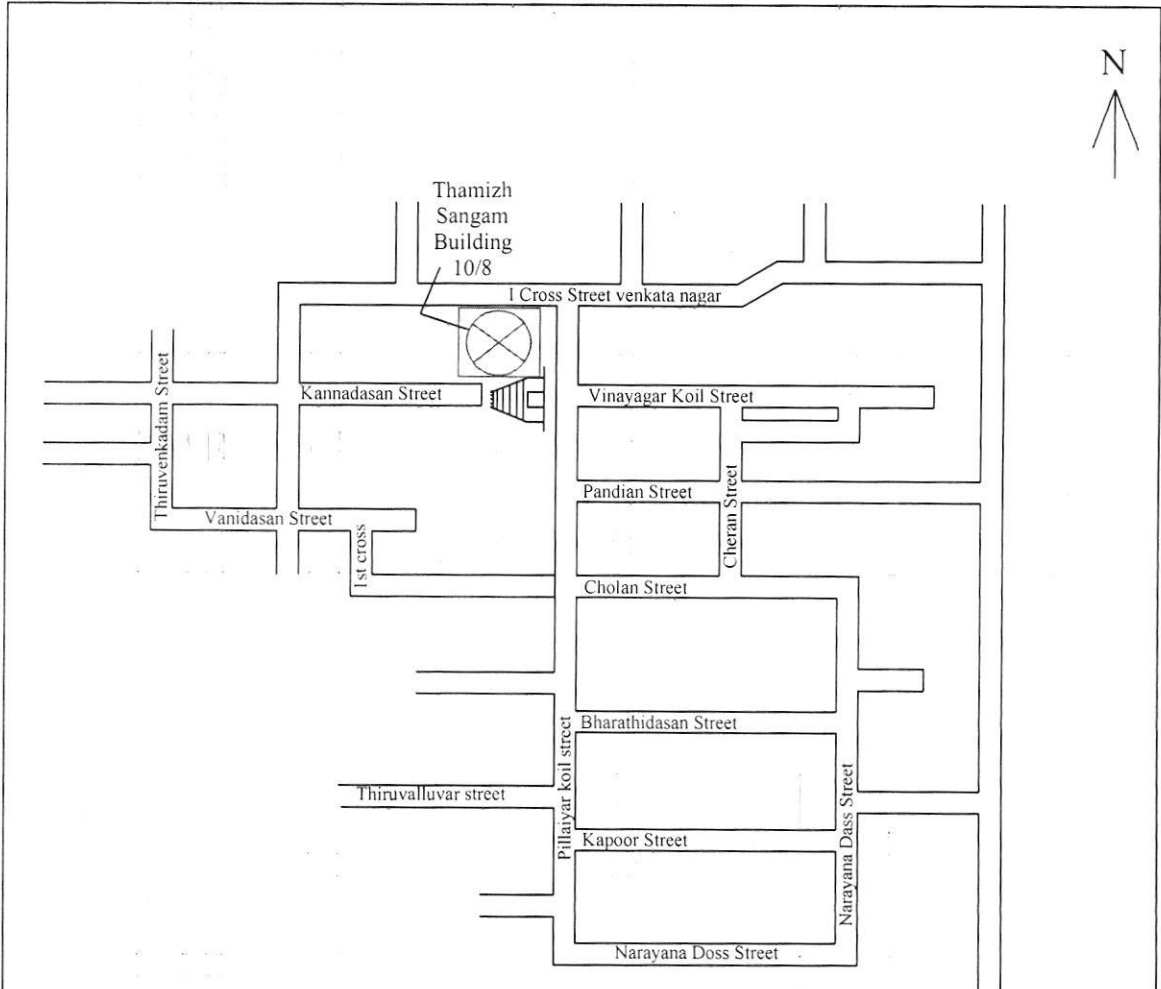 N
Thamizh
Sangam
Building
10/8
I Cross Street venkata nagar
Thiruvenkadam Street
Kannadasan Street
Vinayagar Koil Street
Pandian Street
Cheran Street
Vanidasan Street
1st cross
Cholan Street
Bharathidasan Street
Pillaiyar koil street
Thiruvalluvar street
Kapoor Street
Narayana Dass Street
Narayana Doss Street